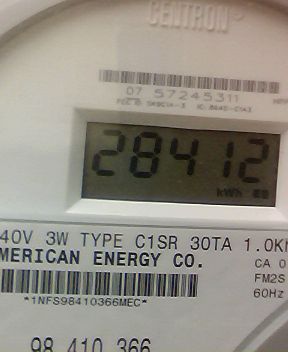 CENTRON
07 57245311
28412
kWh
40V 3W TYPE C1SR 30TA 1.0K
MERICAN ENERGY CO.
CA 0
FM2S
60Hz
*1NFS98410366MEC*
98 410 366